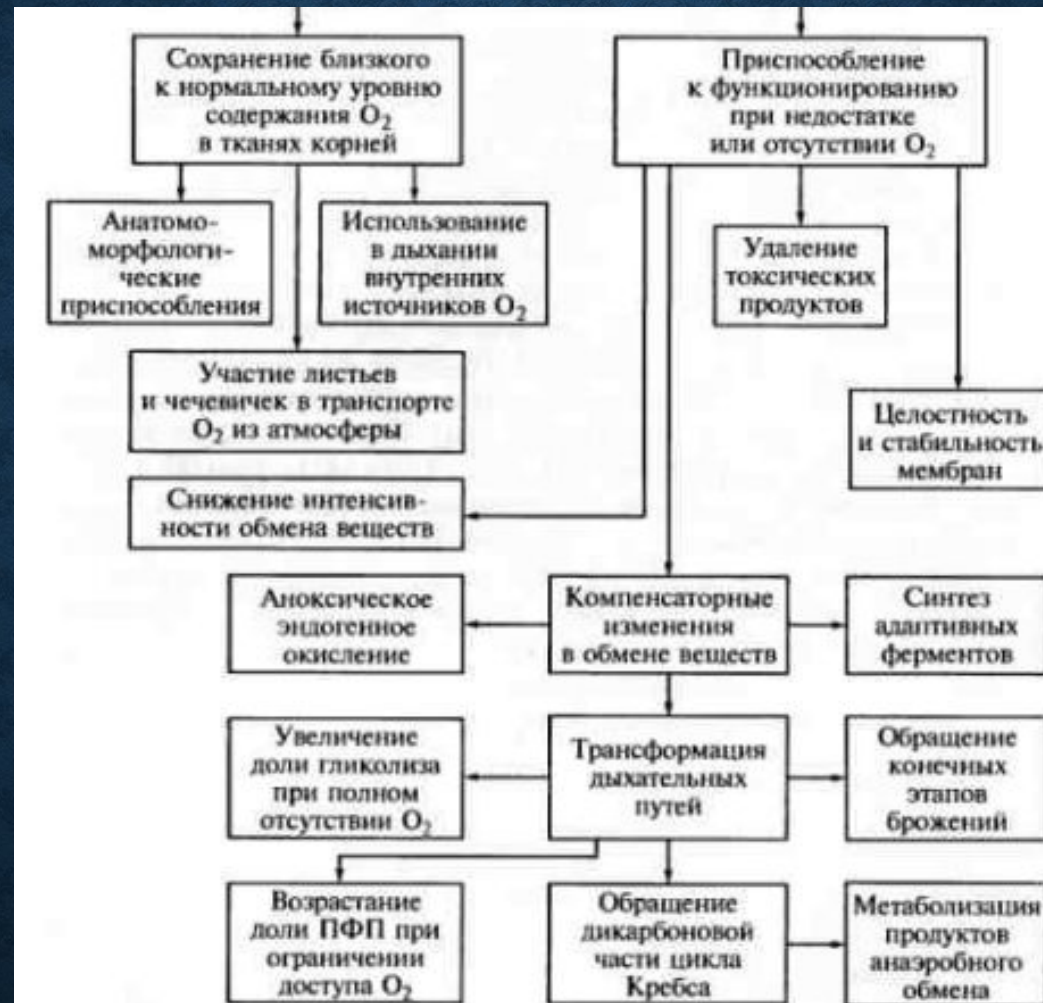 Сохранение близкого
к нормальному уровню
содержания O₂
в тканях корней
Приспособление
к функционированию
при недостатке
или отсутствии O₂
Анатомо-
морфологи-
ческие
приспособления
Использование
в дыхании
внутренних
источников O₂
Удаление
токсических
продуктов
Участие листьев
и чечевичек в транспорте
O₂ из атмосферы
Целостность
и стабильность
мембран
Снижение интенсив-
ности обмена веществ
Аноксическое
эндогенное
окисление
Компенсаторные
изменения
в обмене веществ
Синтез
адаптивных
ферментов
Увеличение
доли гликолиза
при полном
отсутствии O₂
Трансформация
дыхательных
путей
Обращение
конечных
этапов
брожений
Возрастание
доли ПФП при
ограничении
доступа O₂
Обращение
дикарбоновой
части цикла
Кребса
Метаболизация
продуктов
анаэробного
обмена